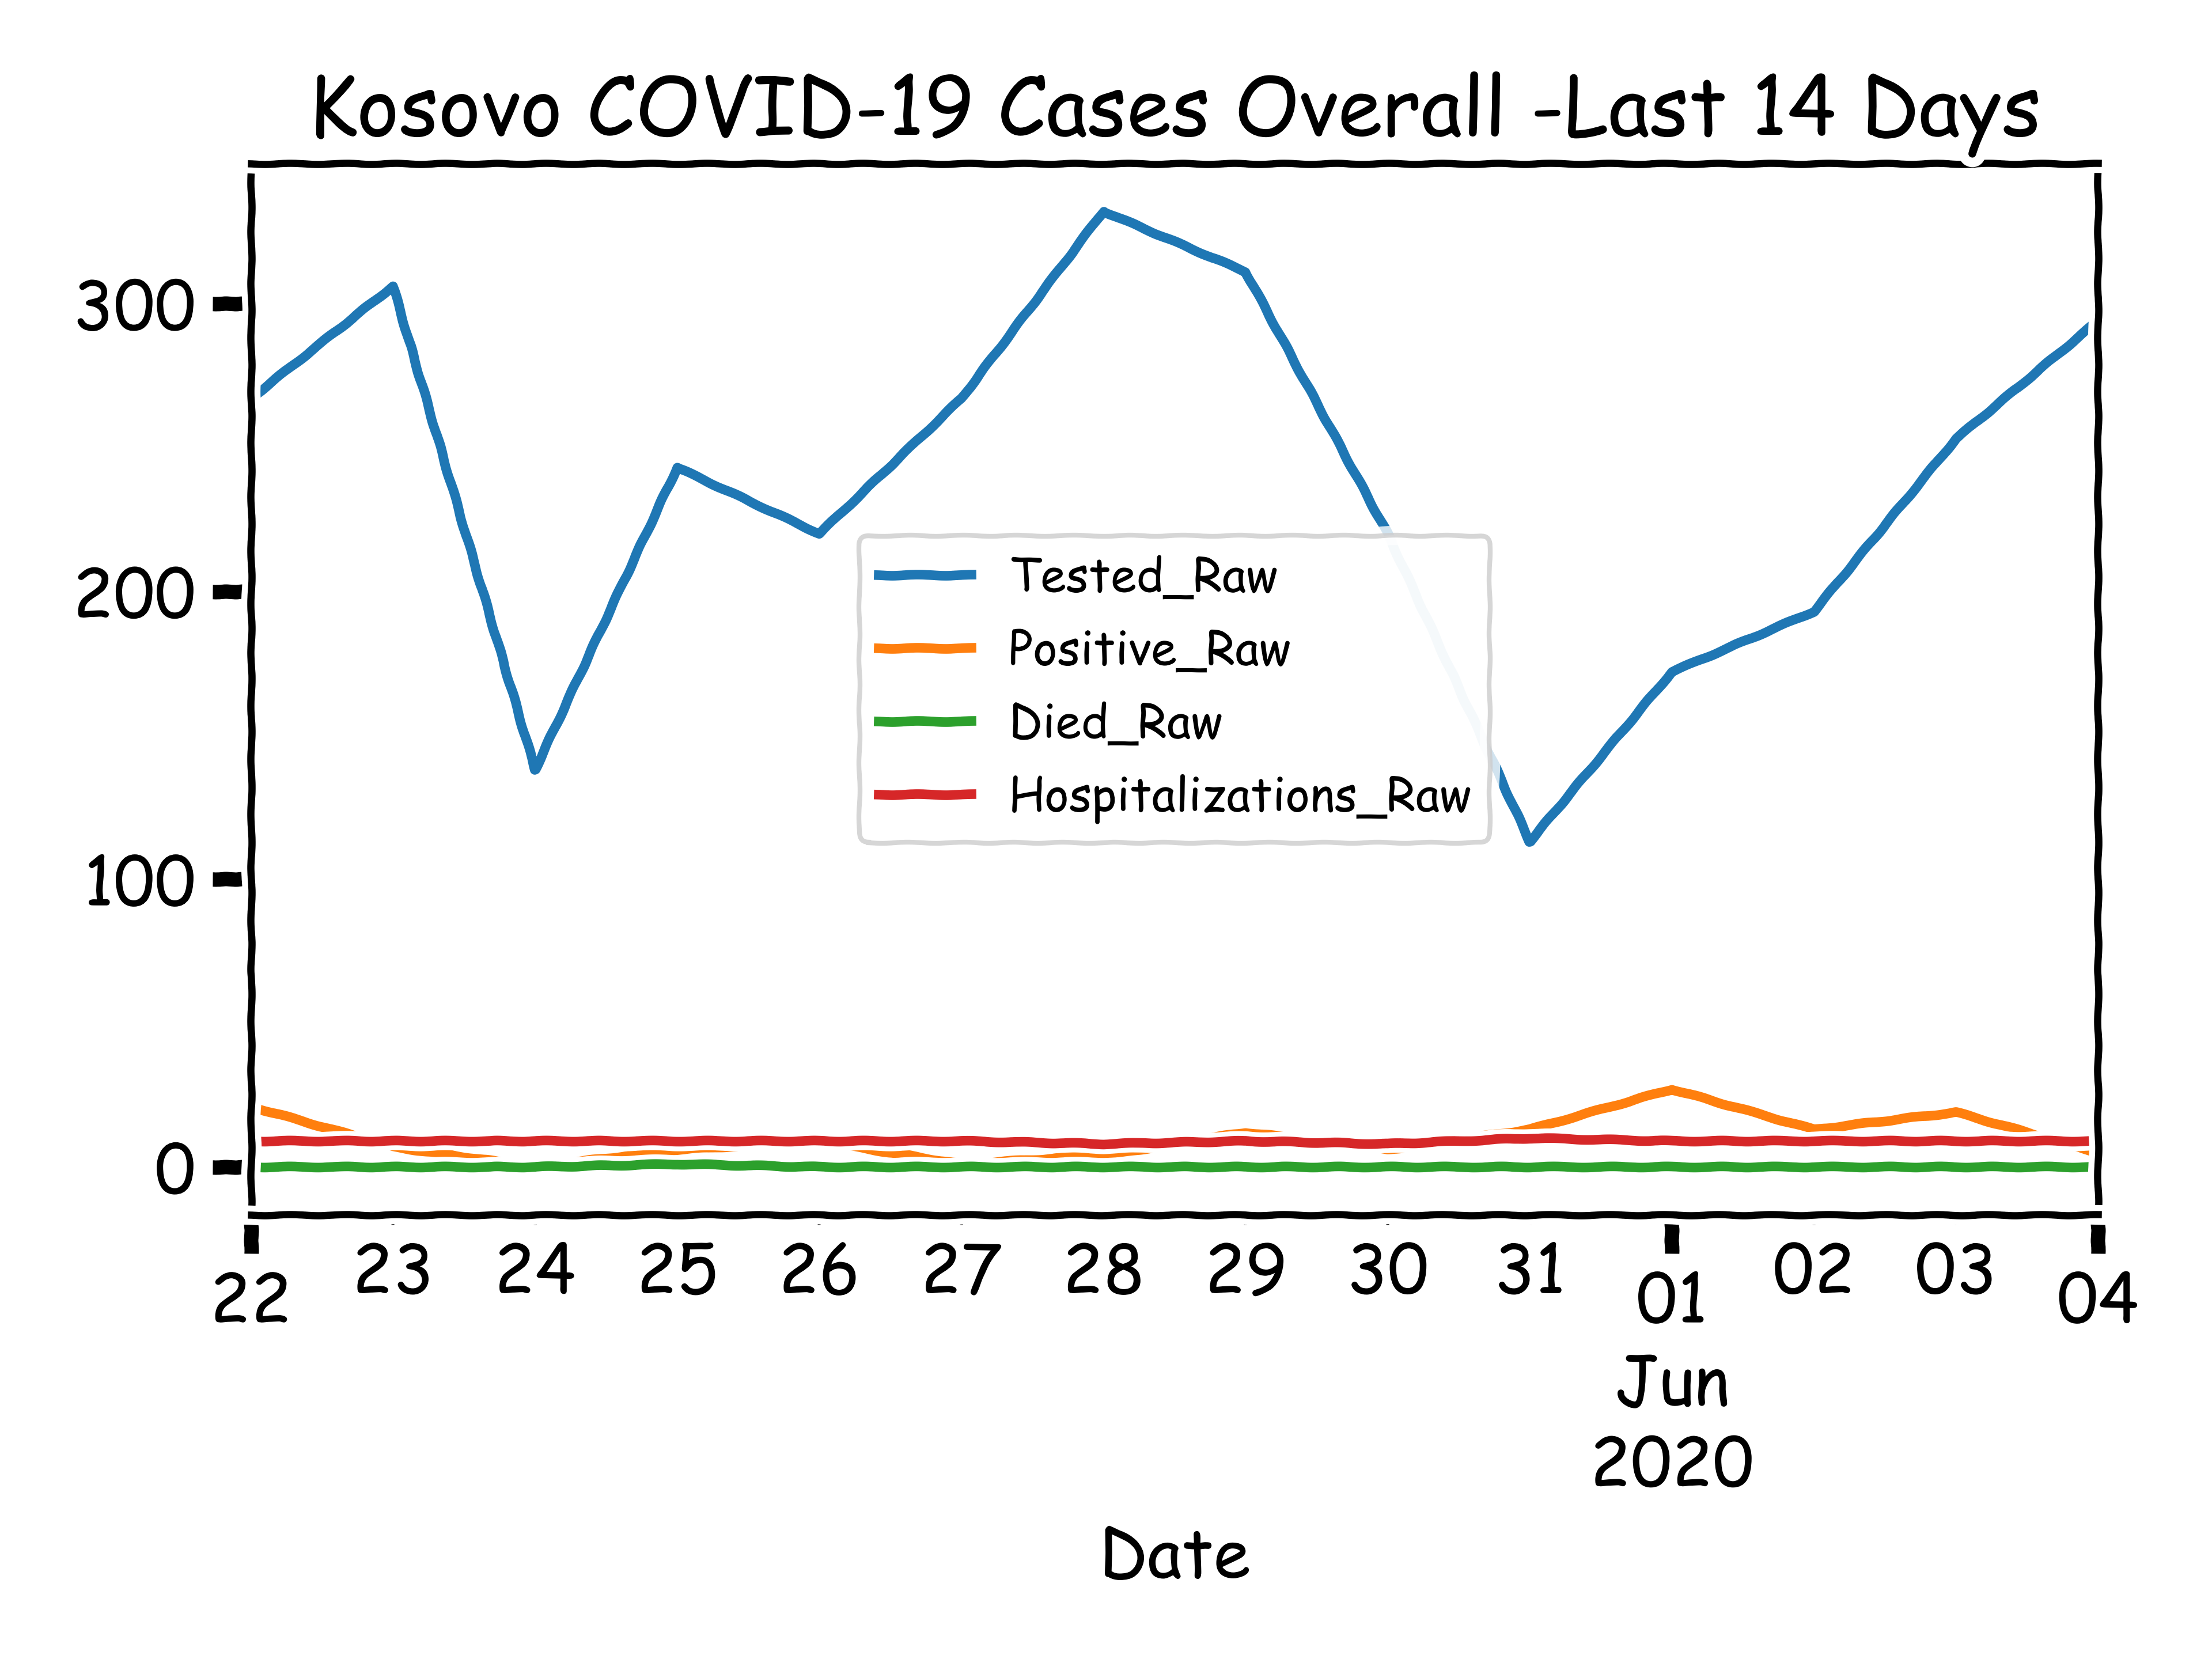 Kosovo COVID-19 Cases Overall -Last 14 Days
300
200
100
0
Tested_Raw
Positive_Raw
Died_Raw
Hospitalizations_Raw
22 23 24 25 26 27 28 29 30 31 01 02 03 04
Jun
2020
Date